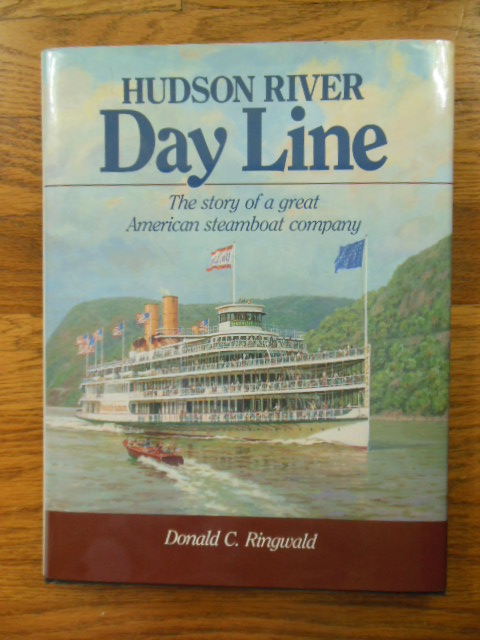 HUDSON RIVER
Day Line
The story of a great
American steamboat company
Donald C. Ringwald